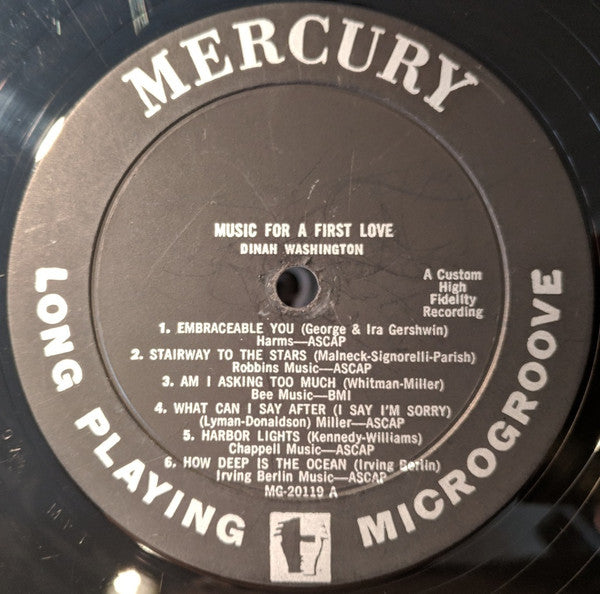 MERCURY
MUSIC FOR A FIRST LOVE
DINAH WASHINGTON
A Custom
High
Fidelity
Recording
1. EMBRACEABLE YOU (George & Ira Gershwin)
Harms—ASCAP
2. STAIRWAY TO THE STARS (Malneck-Signorelli-Parish)
Robbins Music—ASCAP
3. AM I ASKING TOO MUCH (Whitman-Miller)
Bee Music—BMI
4. WHAT CAN I SAY AFTER (I SAY I'M SORRY)
(Lyman-Donaldson) Miller—ASCAP
5. HARBOR LIGHTS (Kennedy-Williams)
Chappell Music—ASCAP
6. HOW DEEP IS THE OCEAN (Irving Berlin)
Irving Berlin Music—ASCAP
MG-20119 A
LONG PLAYING
MICROGROOVE